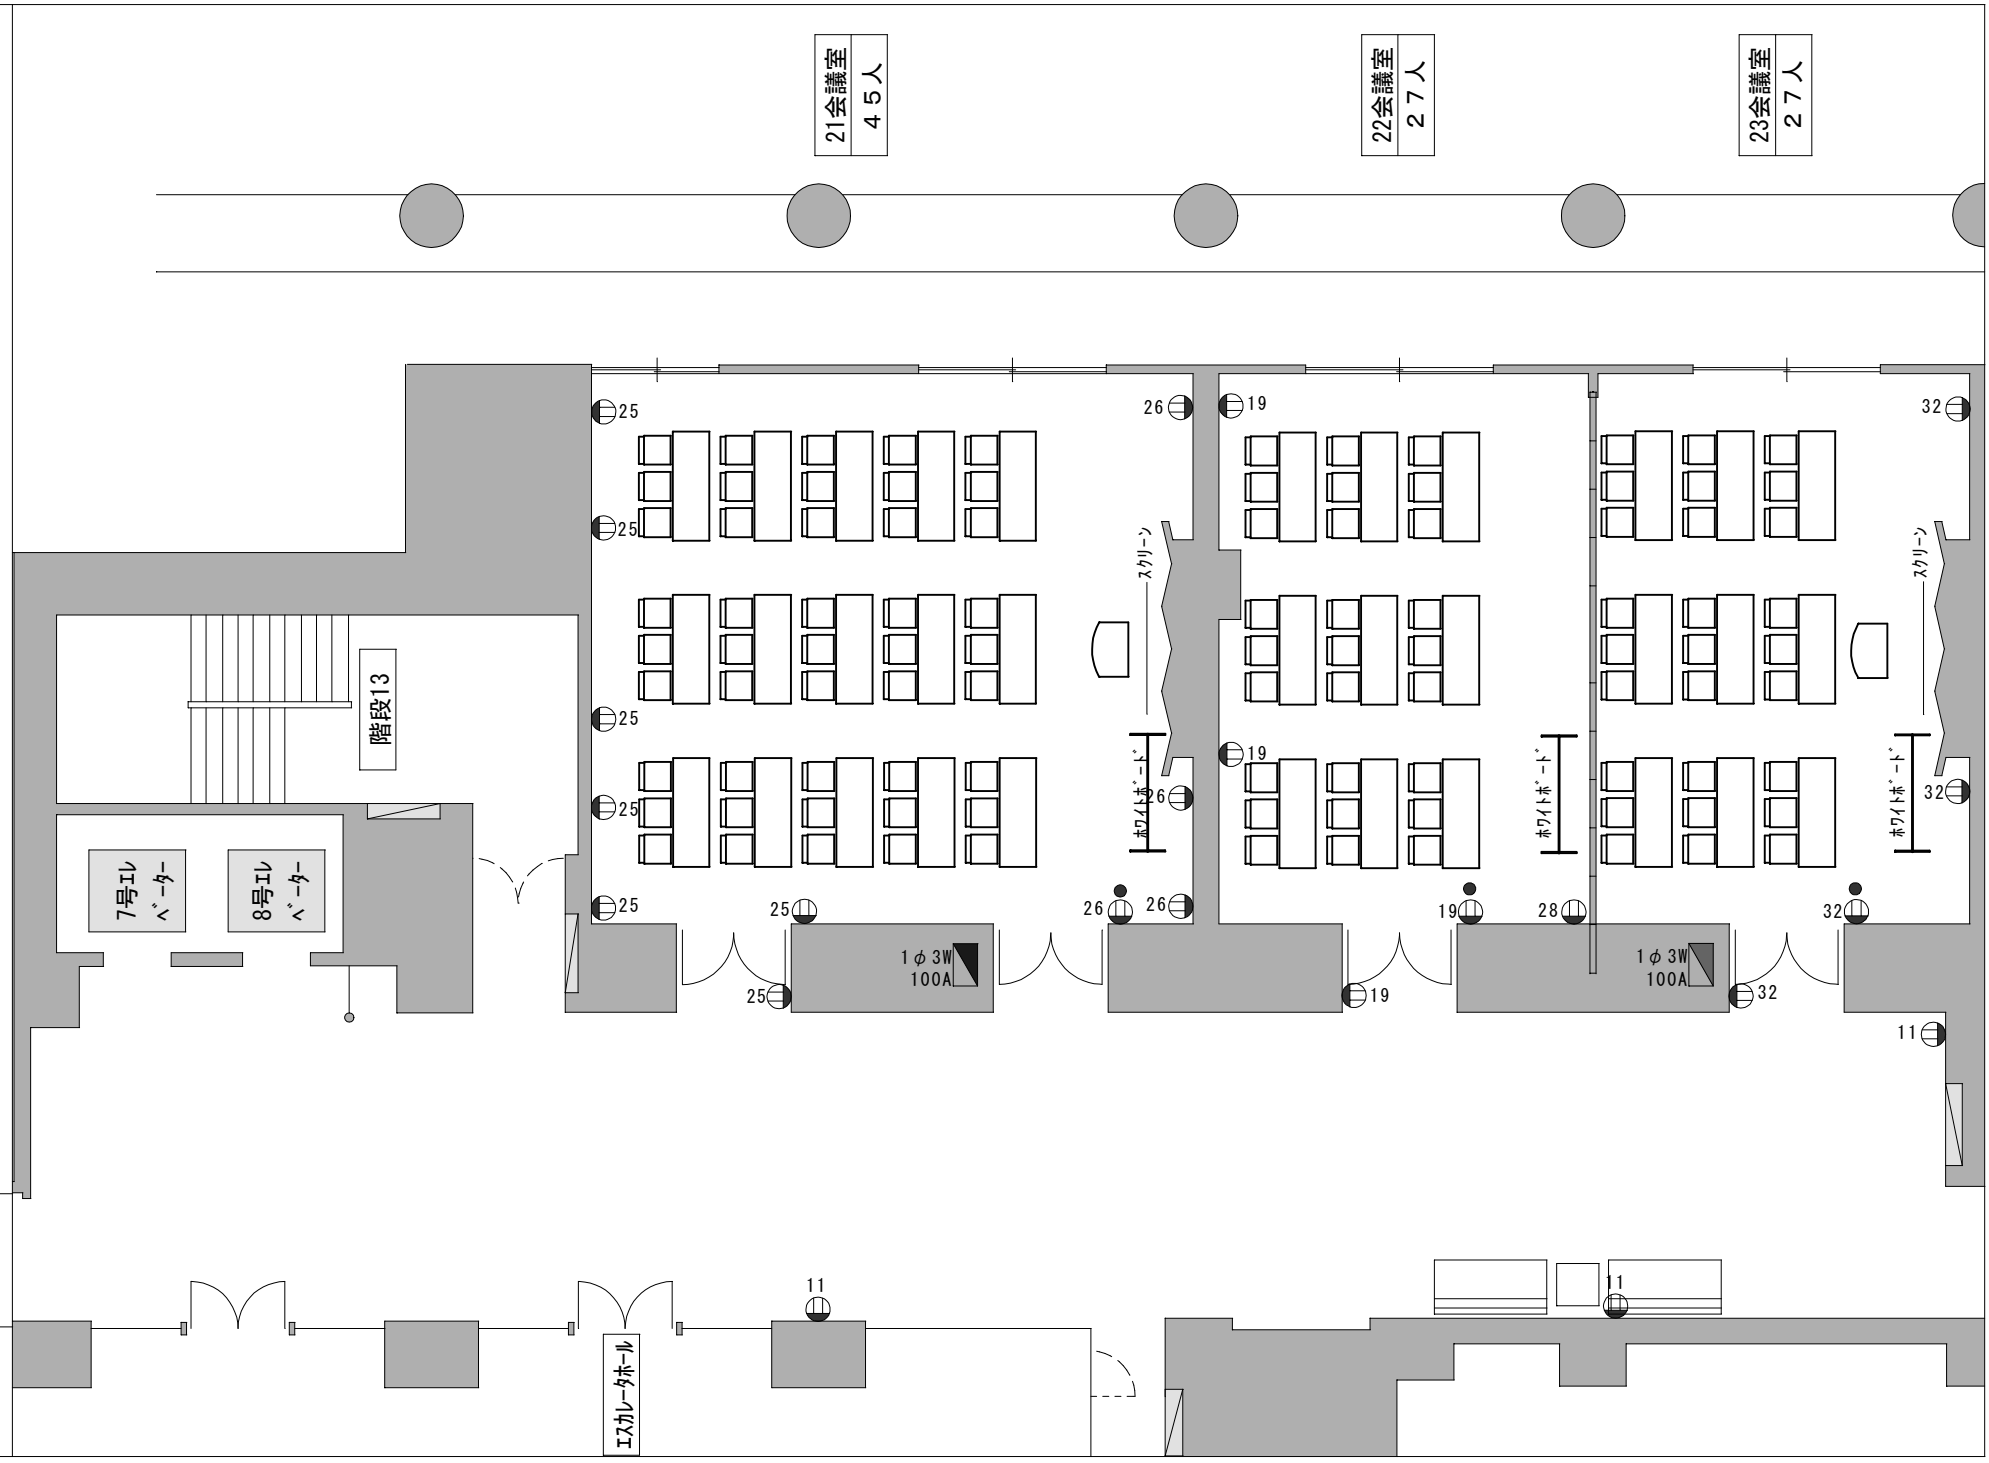 21会議室
４５人
22会議室
２７人
23会議室
２７人
25
26
19
32
25
スクリーン
スクリーン
階段13
25
19
ホワイトボード
ホワイトボード
ホワイトボード
25
26
32
7号エレ
ベーター
8号エレ
ベーター
25
25
26
26
19
28
32
1φ3W
100A
1φ3W
100A
25
19
32
11
11
11
エスカレータホール